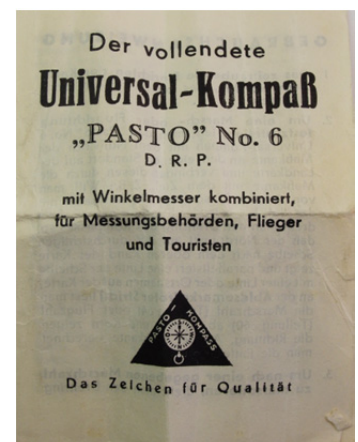 Der vollendete
Universal-Kompaß
„PASTO” No. 6
D. R. P.
mit Winkelmesser kombiniert,
für Messungsbehörden, Flieger
und Touristen
PASTO - KOMPASS
Das Zeichen für Qualität